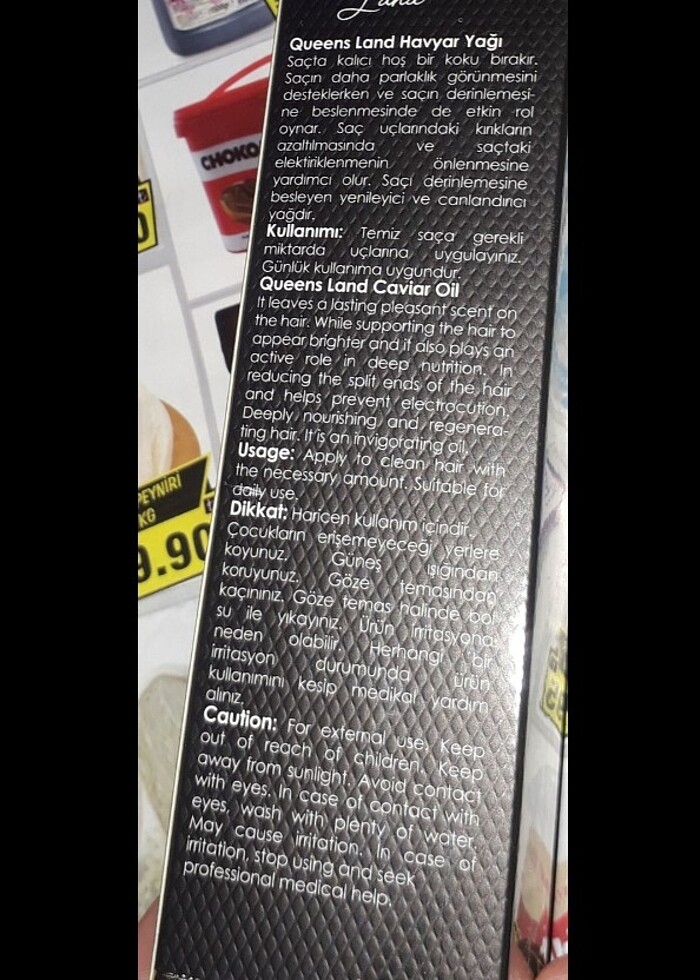 Queens Land Havyar Yağı
Saçta kalıcı hoş bir koku bırakır.
Saçın daha parlaklık görünmesini
desteklerken ve saçın derinlemesi-
ne beslenmesinde de etkin rol
oynar. Saç uçlarındaki kırıkların
azaltılmasında ve saçtaki
elektiriklenmenin önlenmesine
yardımcı olur. Saçı derinlemesine
besleyen yenileyici ve canlandırıcı
yağdır.
Kullanımı: Temiz saça gerekli
miktarda uçlarına uygulayınız.
Günlük kullanıma uygundur.
Queens Land Caviar Oil
It leaves a lasting pleasant scent on
the hair. While supporting the hair to
appear brighter and it also plays an
active role in deep nutrition. In
reducing the split ends of the hair
and helps prevent electrocution,
Deeply nourishing and regenera-
ting hair. It is an invigorating oil.
Usage: Apply to clean hair with
the necessary amount. Suitable for
daily use.
Dikkat: Haricen kullanım içindir.
Çocukların erişemeyeceği yerlere
koyunuz. Güneş ışığından
koruyunuz. Göze temasından
kaçınınız. Göze temas halinde bol
su ile yıkayınız. Ürün irritasyona
neden olabilir. Herhangi bir
irritasyon durumunda ürün
kullanımını kesip medikal yardım
alınız.
Caution: For external use. Keep
out of reach of children. Keep
away from sunlight. Avoid contact
with eyes. In case of contact with
eyes, wash with plenty of water.
May cause irritation. In case of
irritation, stop using and seek
professional medical help.
CHOKO
PEYNİRİ
KG
9.90
0